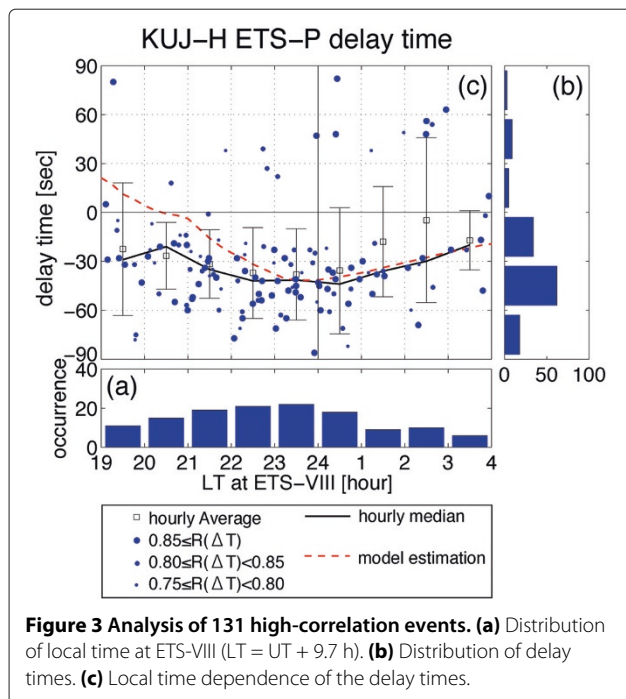 KUJ-H ETS-P delay time
90
60
30
0
−30
−60
−90
delay time [sec]
(c)
(b)
0 50 100
40
20
0
occurrence
(a)
19 20 21 22 23 24 1 2 3 4
LT at ETS-VIII [hour]
hourly Average
0.85≤R(ΔT)
0.80≤R(ΔT)<0.85
0.75≤R(ΔT)<0.80
hourly median
model estimation
Figure 3 Analysis of 131 high-correlation events. (a) Distribution
of local time at ETS-VIII (LT = UT + 9.7 h). (b) Distribution of delay
times. (c) Local time dependence of the delay times.